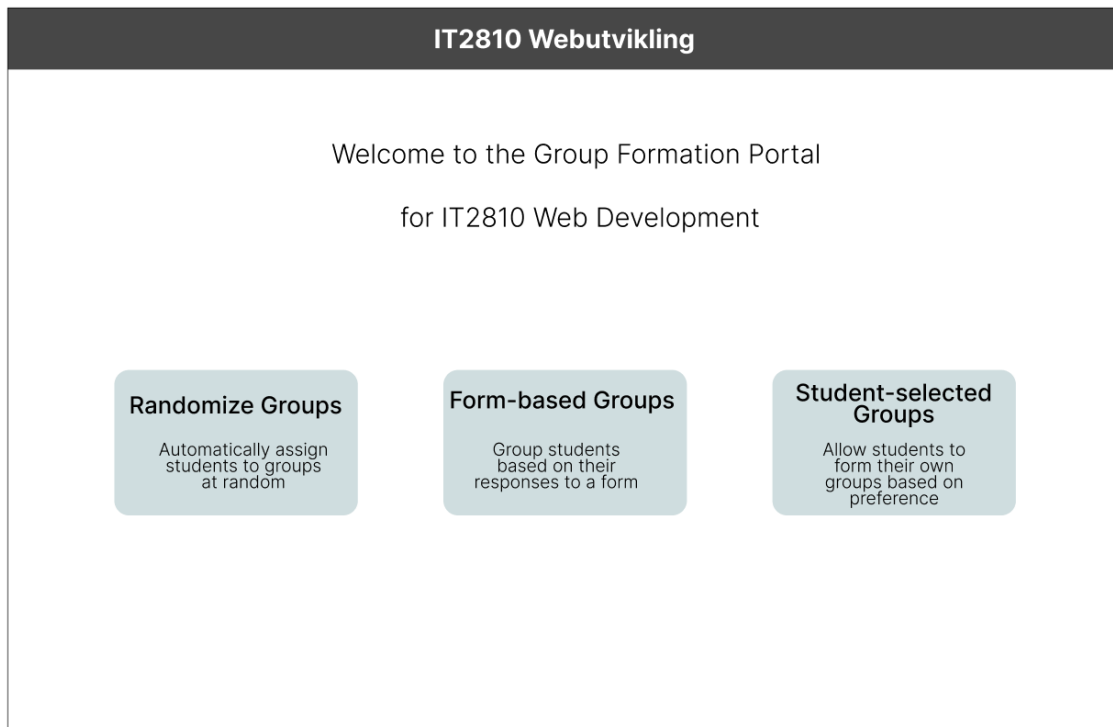 IT2810 Webutvikling
Welcome to the Group Formation Portal
for IT2810 Web Development
Randomize Groups
Automatically assign
students to groups
at random
Form-based Groups
Group students
based on their
responses to a form
Student-selected
Groups
Allow students to
form their own
groups based on
preference